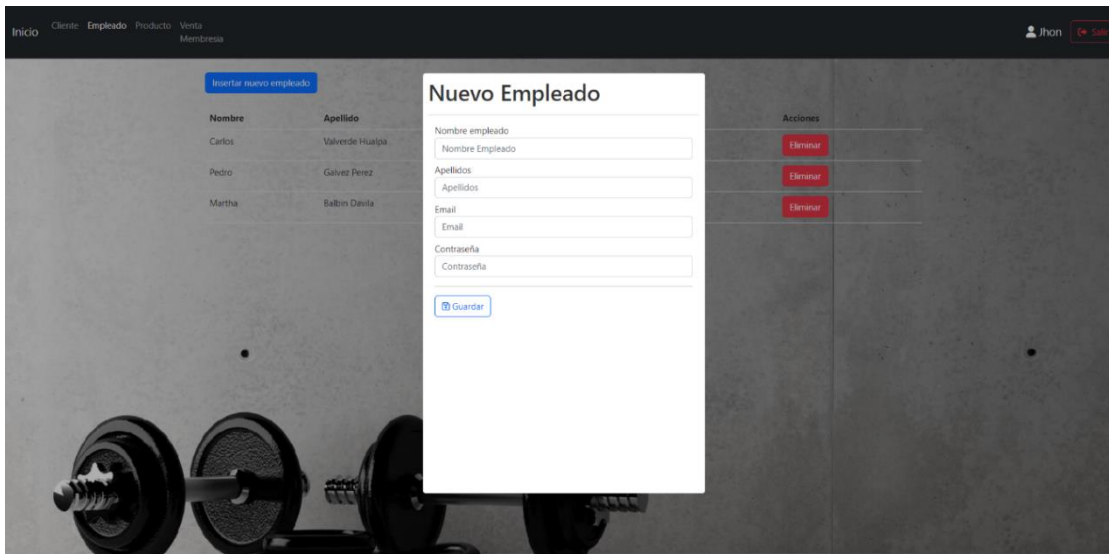 Inicio
Cliente Empleado Producto Venta
Membresia
Jhon Salir
Insertar nuevo empleado
Nuevo Empleado
Nombre Apellido Acciones
Carlos Valverde Hualpa Eliminar
Pedro Galvez Perez Eliminar
Martha Balbin Davila Eliminar
Nombre empleado
Nombre Empleado
Apellidos
Apellidos
Email
Email
Contraseña
Contraseña
Guardar